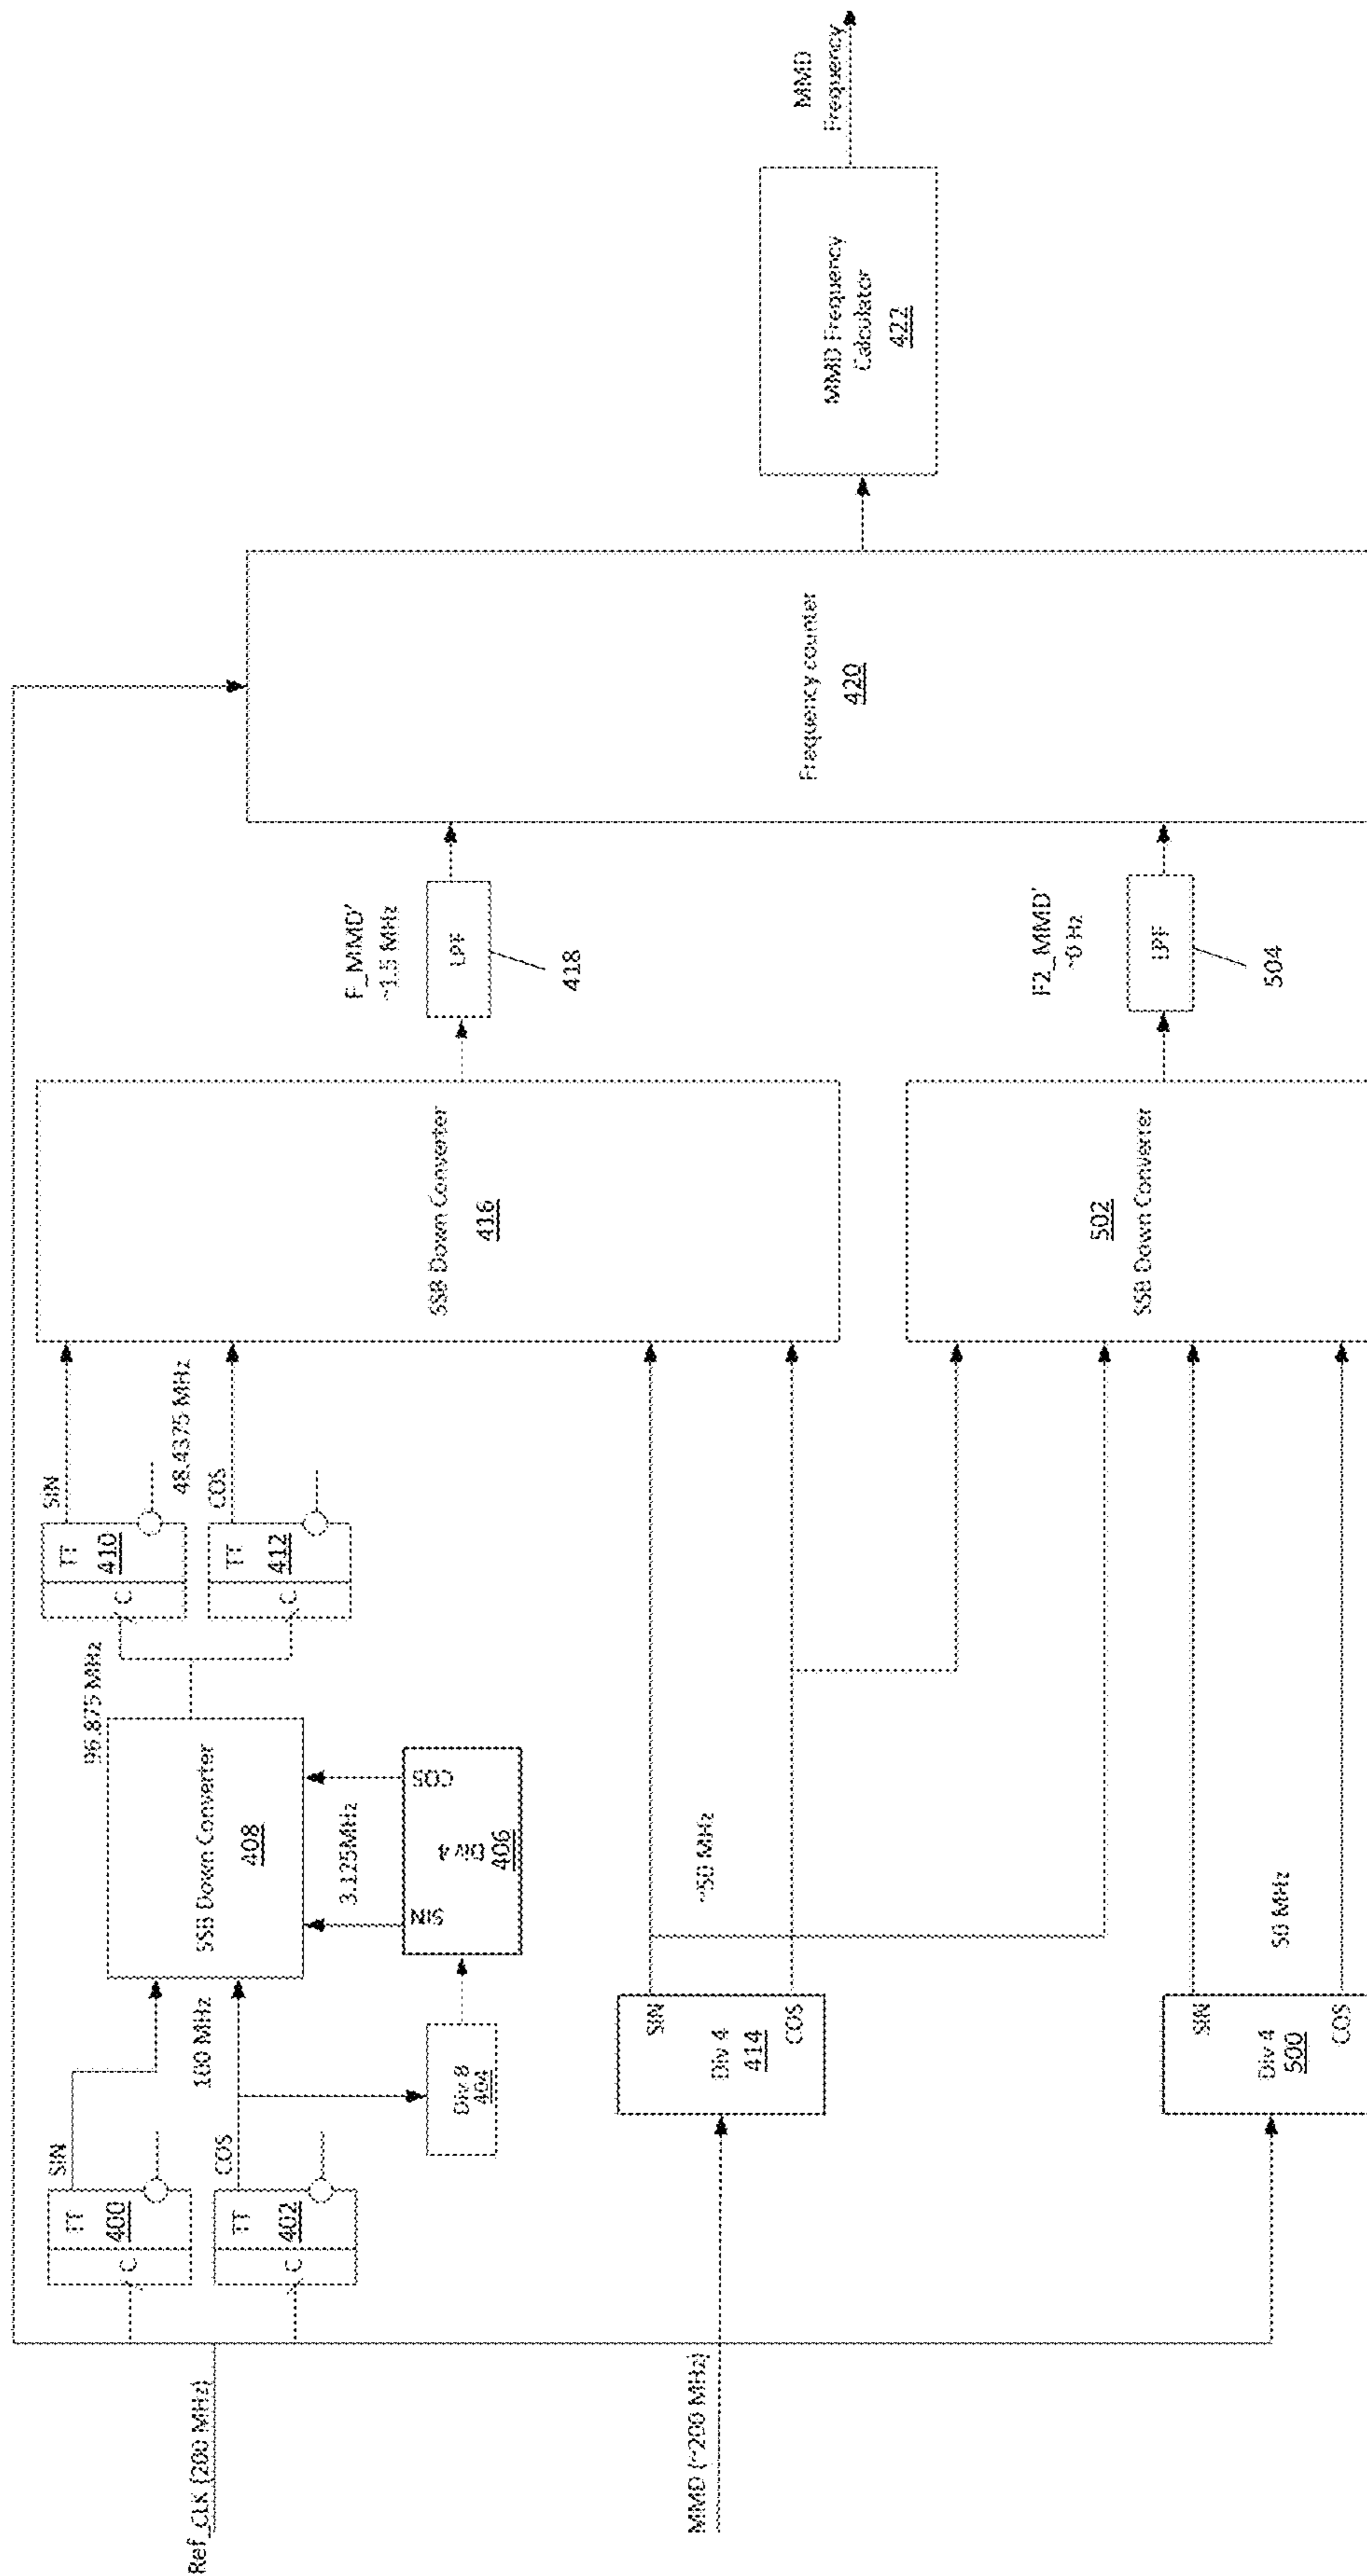 Ref_CLK (200 MHz)
MMD (~200 MHz)
TT
400
C
SIN
TT
402
C
COS
100 MHz
Div 8
404
SSB Down Converter
408
SIN
3.125MHz
COS
Div 4
406
96.875 MHz
TT
410
C
SIN
48.4375 MHz
TT
412
C
COS
SIN
Div 4
414
COS
~50 MHz
SIN
Div 4
500
COS
50 MHz
SSB Down Converter
416
502
SSB Down Converter
F_MMD'
~1.5 MHz
LPF
418
F2_MMD'
~0 Hz
LPF
504
Frequency counter
420
MMD Frequency
Calculator
422
MMD
Frequency